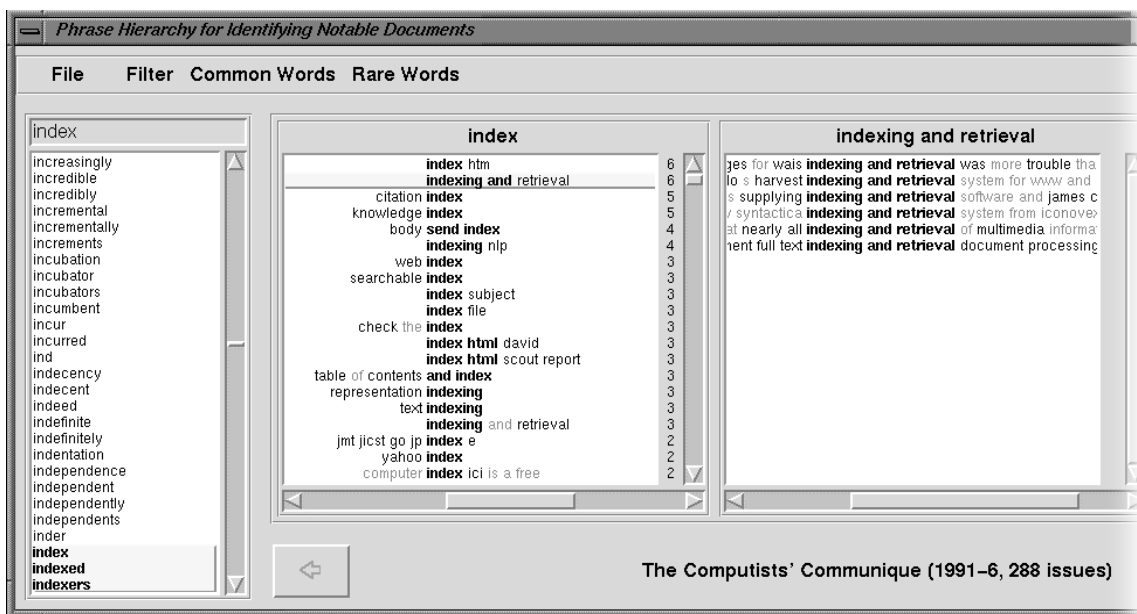 Phrase Hierarchy for Identifying Notable Documents
File Filter Common Words Rare Words
index
increasingly
incredible
incredibly
incremental
incrementally
increments
incubation
incubator
incubators
incumbent
incur
incurred
ind
indecency
indecent
indeed
indefinite
indefinitely
indentation
independence
independent
independently
independents
inder
index
indexed
indexers
index
index htm 6
indexing and retrieval 6
citation index 5
knowledge index 5
body send index 4
indexing nlp 4
web index 3
searchable index 3
index subject 3
index file 3
check the index 3
index html david 3
index html scout report 3
table of contents and index 3
representation indexing 3
text indexing 3
indexing and retrieval 3
jmt jicst go jp index e 2
yahoo index 2
computer index ici is a free 2
indexing and retrieval
ges for wais indexing and retrieval was more trouble tha
lo s harvest indexing and retrieval system for www and
s supplying indexing and retrieval software and james c
y syntactica indexing and retrieval system from iconovex
at nearly all indexing and retrieval of multimedia informat
nent full text indexing and retrieval document processing
The Computists' Communique (1991–6, 288 issues)